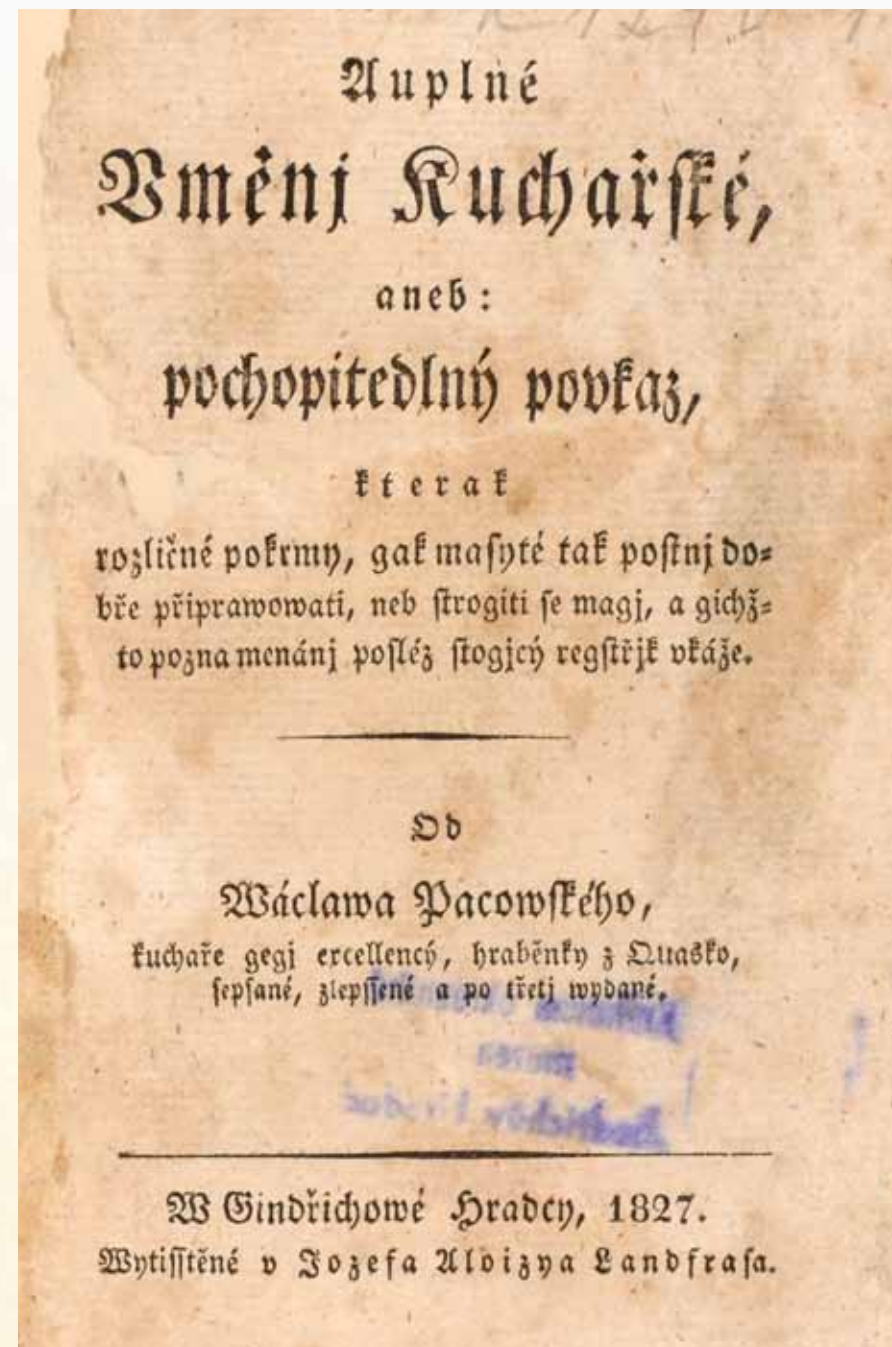 Auplné
Vměnj Kuchařské,
aneb:
pochopitedlný povkaz,
kterak
rozličné pokrmy, gak masyté tak postnj do-
bře připrawowati, neb strogiti se magj, a gichž-
to pozna menánj posléz stogjcý regstřjk vkáže.
Od
Wáclawa Pacowského,
kuchaře gegj excellencý, hraběnky z Quasko,
sepsané, zlepssené a po třetj wydané.
W Gindřichowé Hradcy, 1827.
Wytisstěné v Jozefa Aloizya Landfrasa.